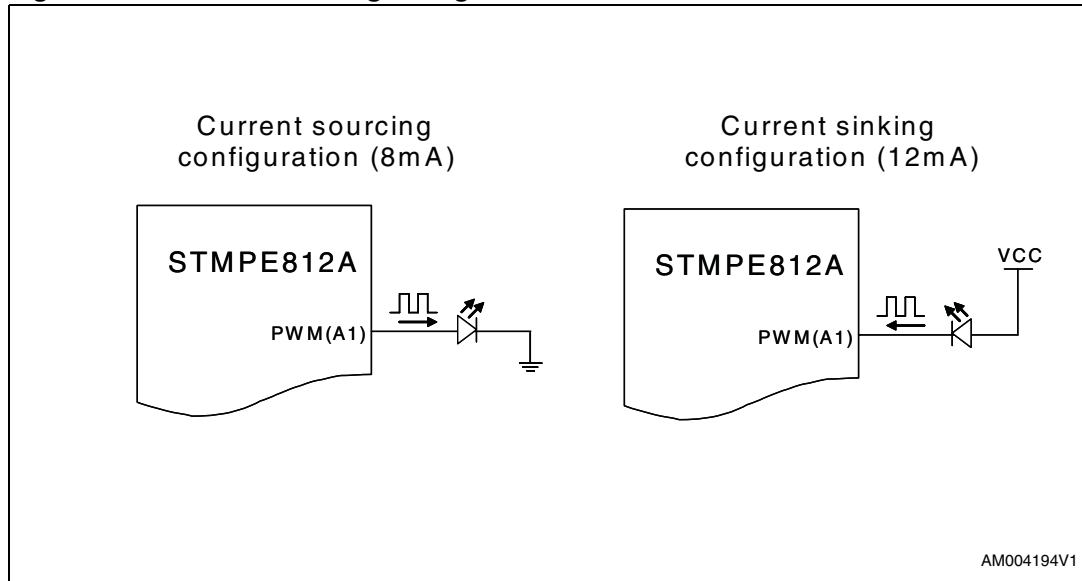 Current sourcing
configuration (8mA)
Current sinking
configuration (12mA)
STMPE812A
PWM(A1)
STMPE812A
PWM(A1)
VCC
AM004194V1